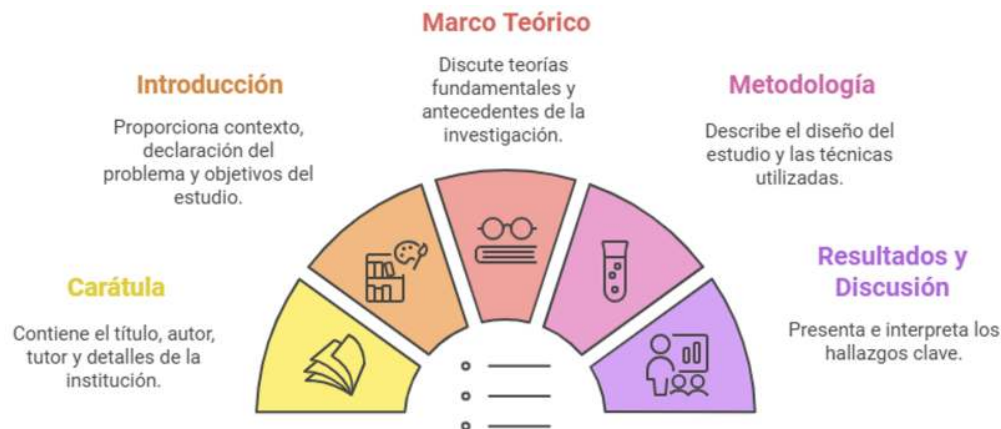 Carátula
Contiene el título, autor,
tutor y detalles de la
institución.
Introducción
Proporciona contexto,
declaración del
problema y objetivos del
estudio.
Marco Teórico
Discute teorías
fundamentales y
antecedentes de la
investigación.
Metodología
Describe el diseño del
estudio y las técnicas
utilizadas.
Resultados y
Discusión
Presenta e interpreta los
hallazgos clave.